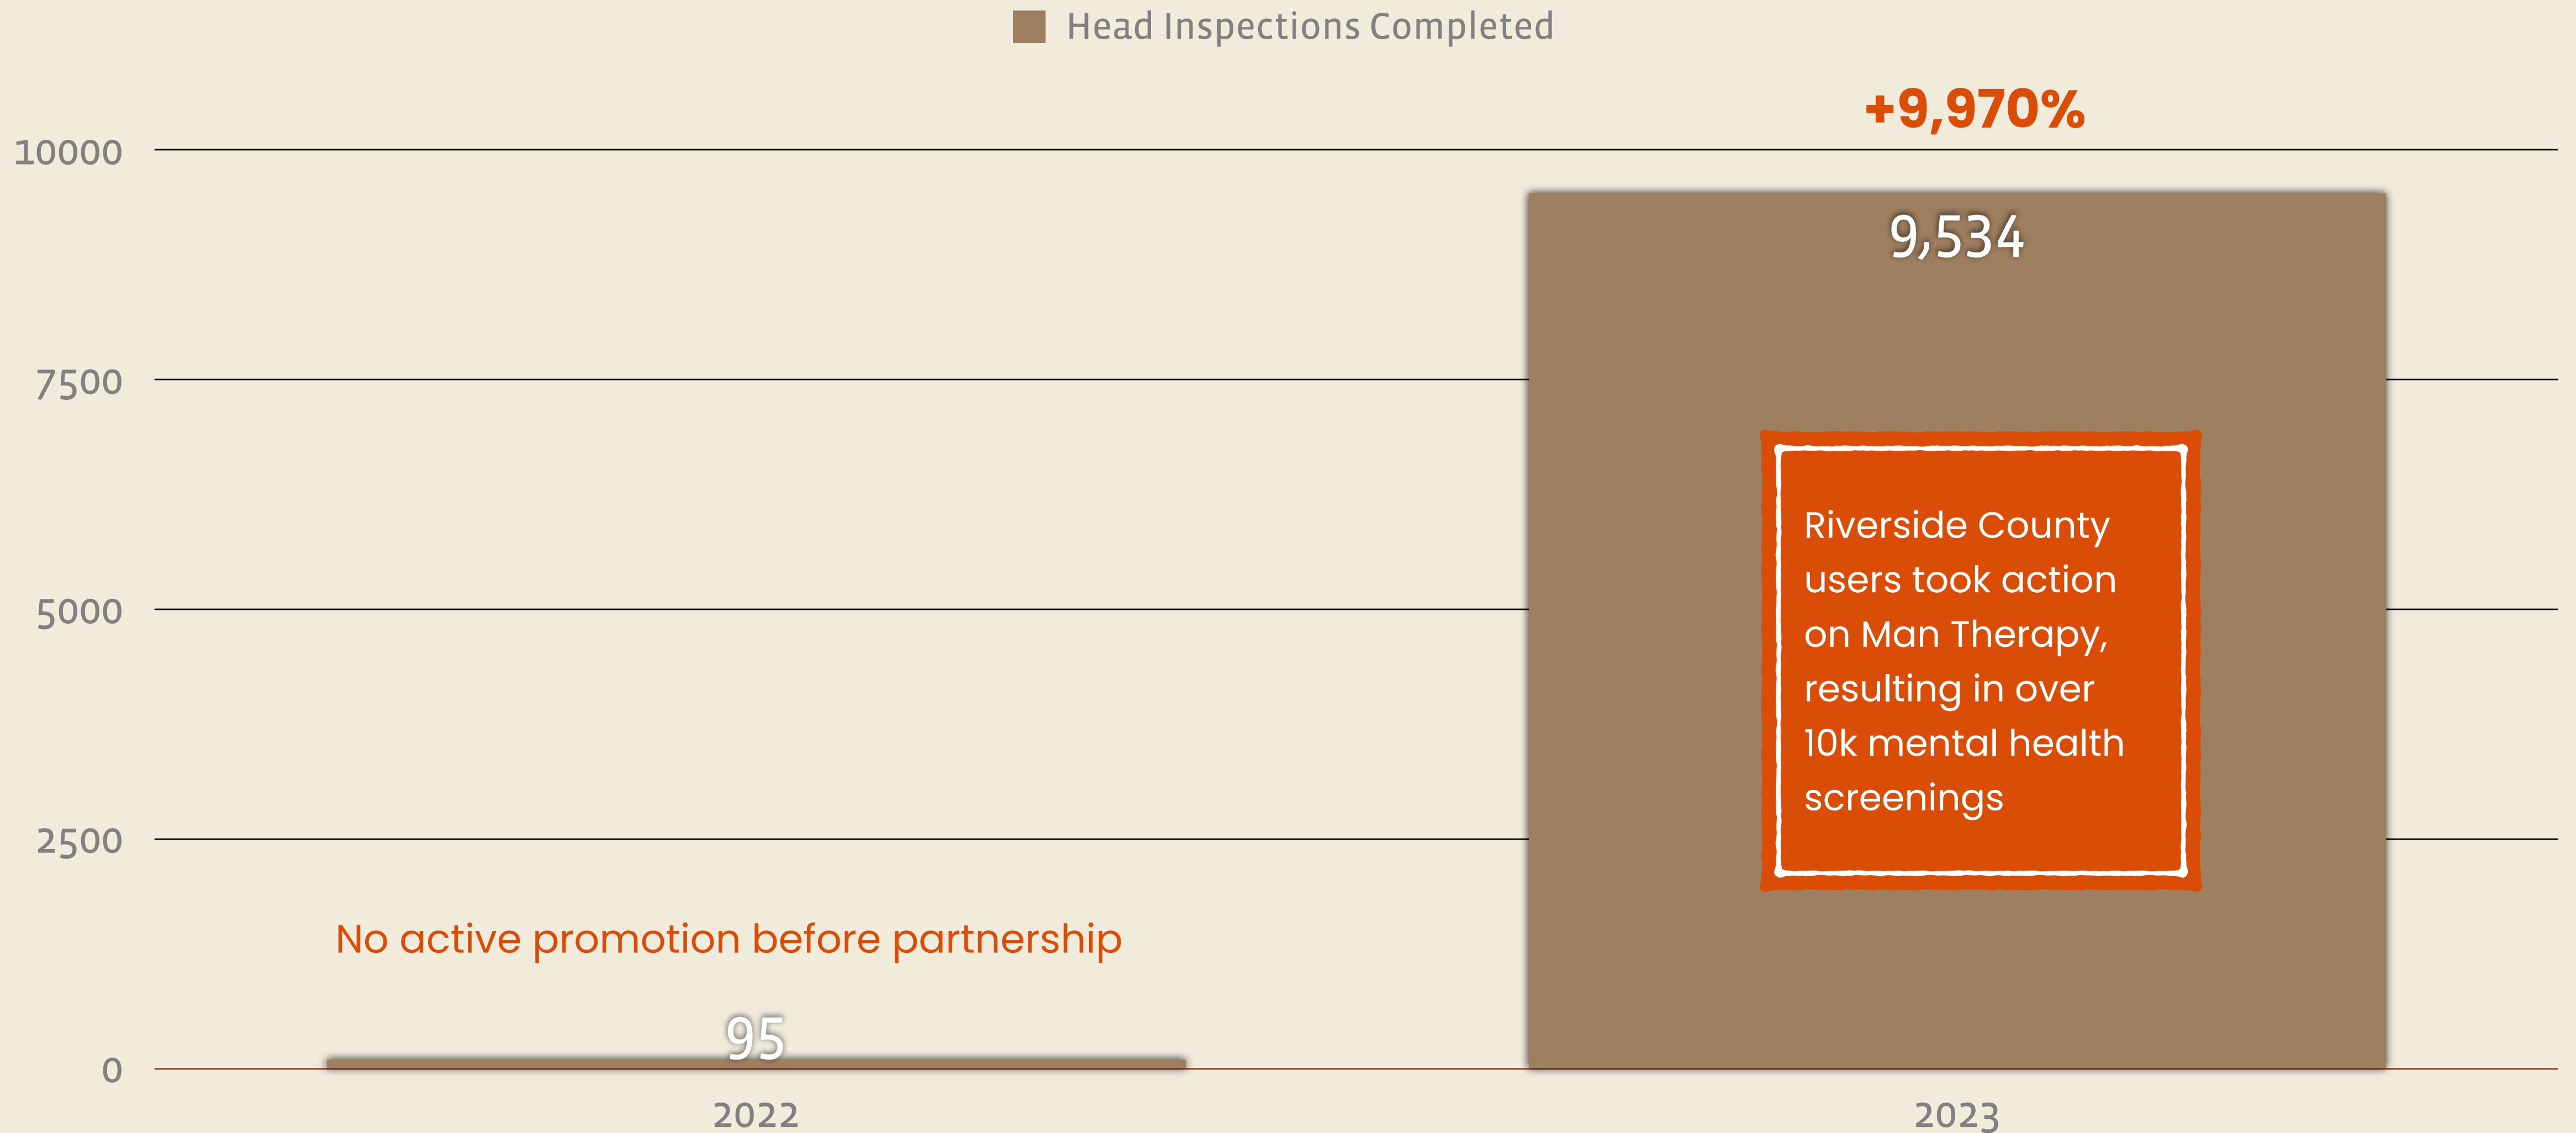 Head Inspections Completed
+9,970%
10000
9,534
7500
Riverside County
users took action
on Man Therapy,
resulting in over
10k mental health
screenings
5000
2500
No active promotion before partnership
95
0
2022
2023